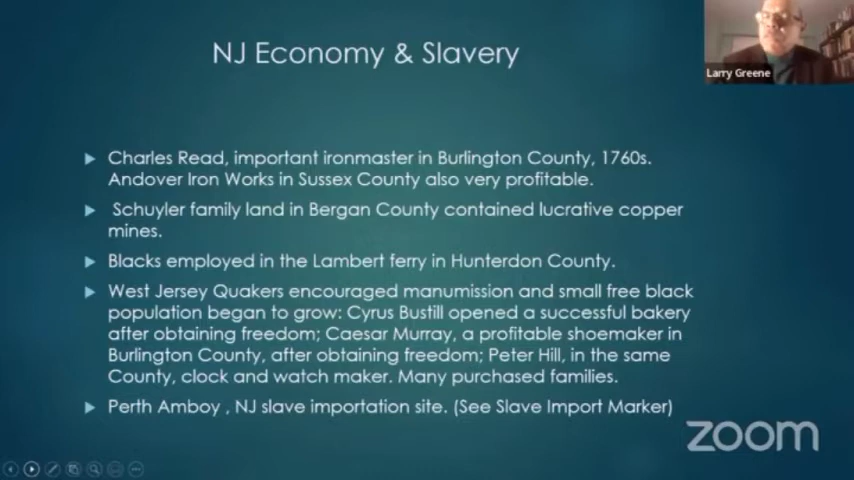 NJ Economy & Slavery
Larry Greene
Charles Read, important ironmaster in Burlington County, 1760s.
Andover Iron Works in Sussex County also very profitable.
Schuyler family land in Bergan County contained lucrative copper
mines.
Blacks employed in the Lambert ferry in Hunterdon County.
West Jersey Quakers encouraged manumission and small free black
population began to grow: Cyrus Bustill opened a successful bakery
after obtaining freedom; Caesar Murray, a profitable shoemaker in
Burlington County, after obtaining freedom; Peter Hill, in the same
County, clock and watch maker. Many purchased families.
Perth Amboy , NJ slave importation site. (See Slave Import Marker)
zoom